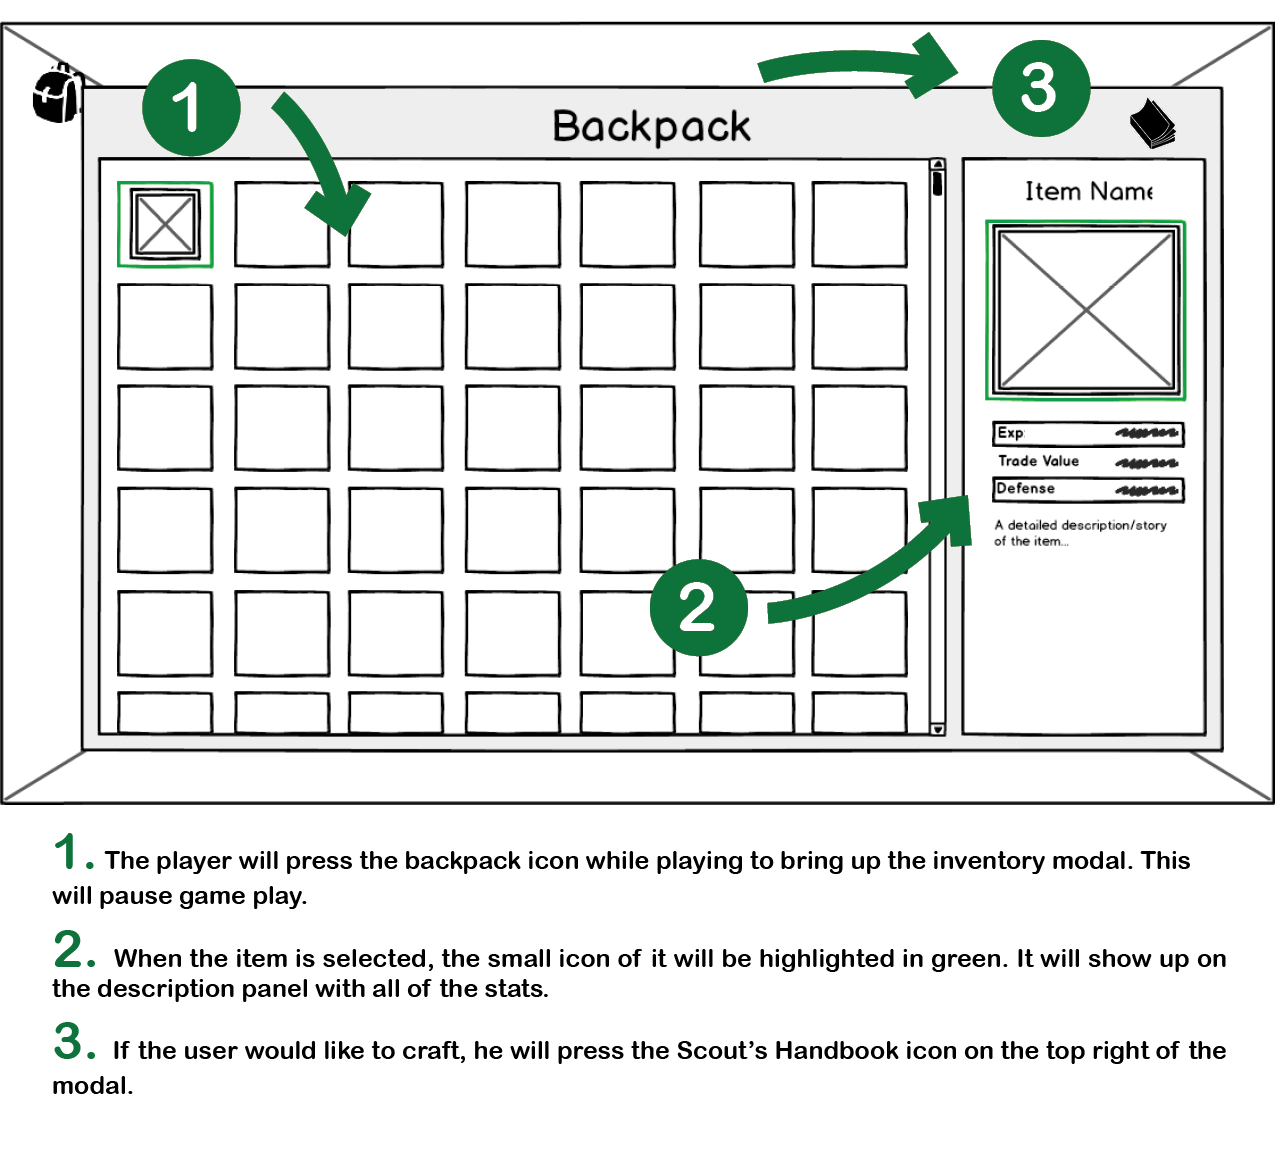 1
3
Backpack
Item Name
Exp
Trade Value
Defense
A detailed description/story
of the item...
2
1. The player will press the backpack icon while playing to bring up the inventory modal. This
will pause game play.
2. When the item is selected, the small icon of it will be highlighted in green. It will show up on
the description panel with all of the stats.
3. If the user would like to craft, he will press the Scout's Handbook icon on the top right of the
modal.